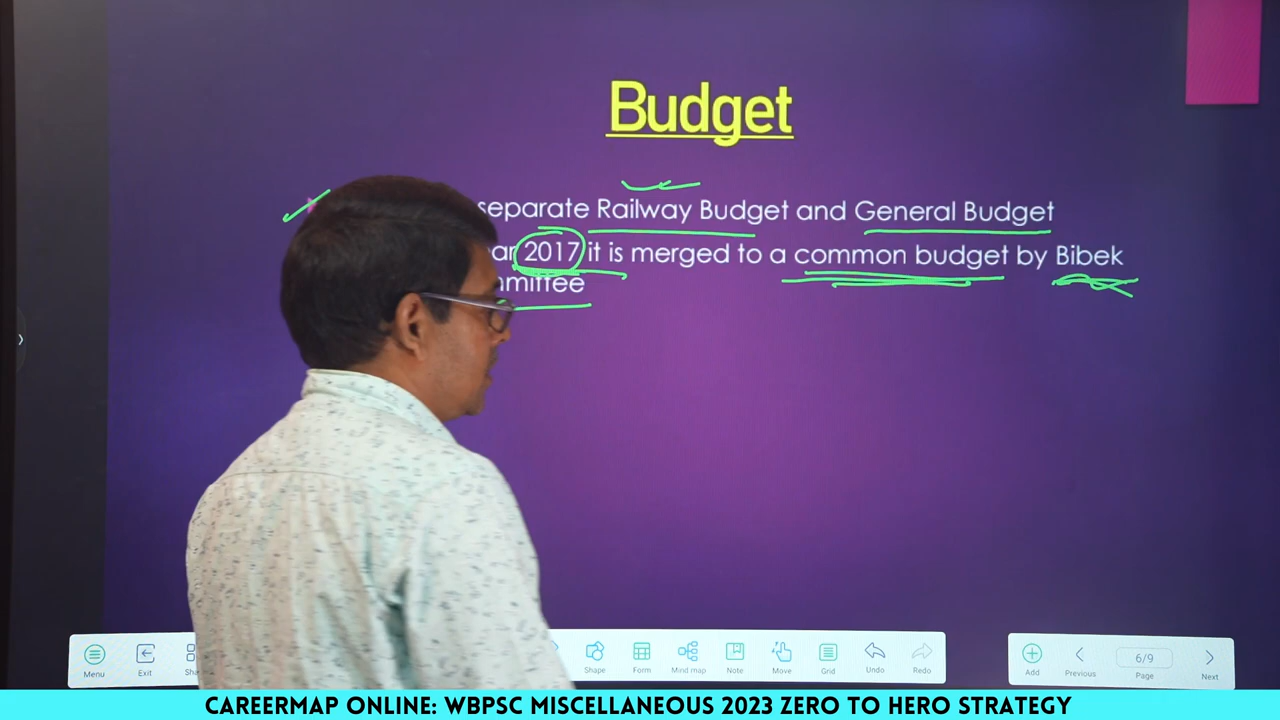 Budget
separate Railway Budget and General Budget
2017 it is merged to a common budget by Bibek
Menu
Exit
Shape
Form
Mind map
Note
Move
Grid
Undo
Redo
Add
Previous
6/9
Page
Next
CAREERMAP ONLINE: WBPSC MISCELLANEOUS 2023 ZERO TO HERO STRATEGY